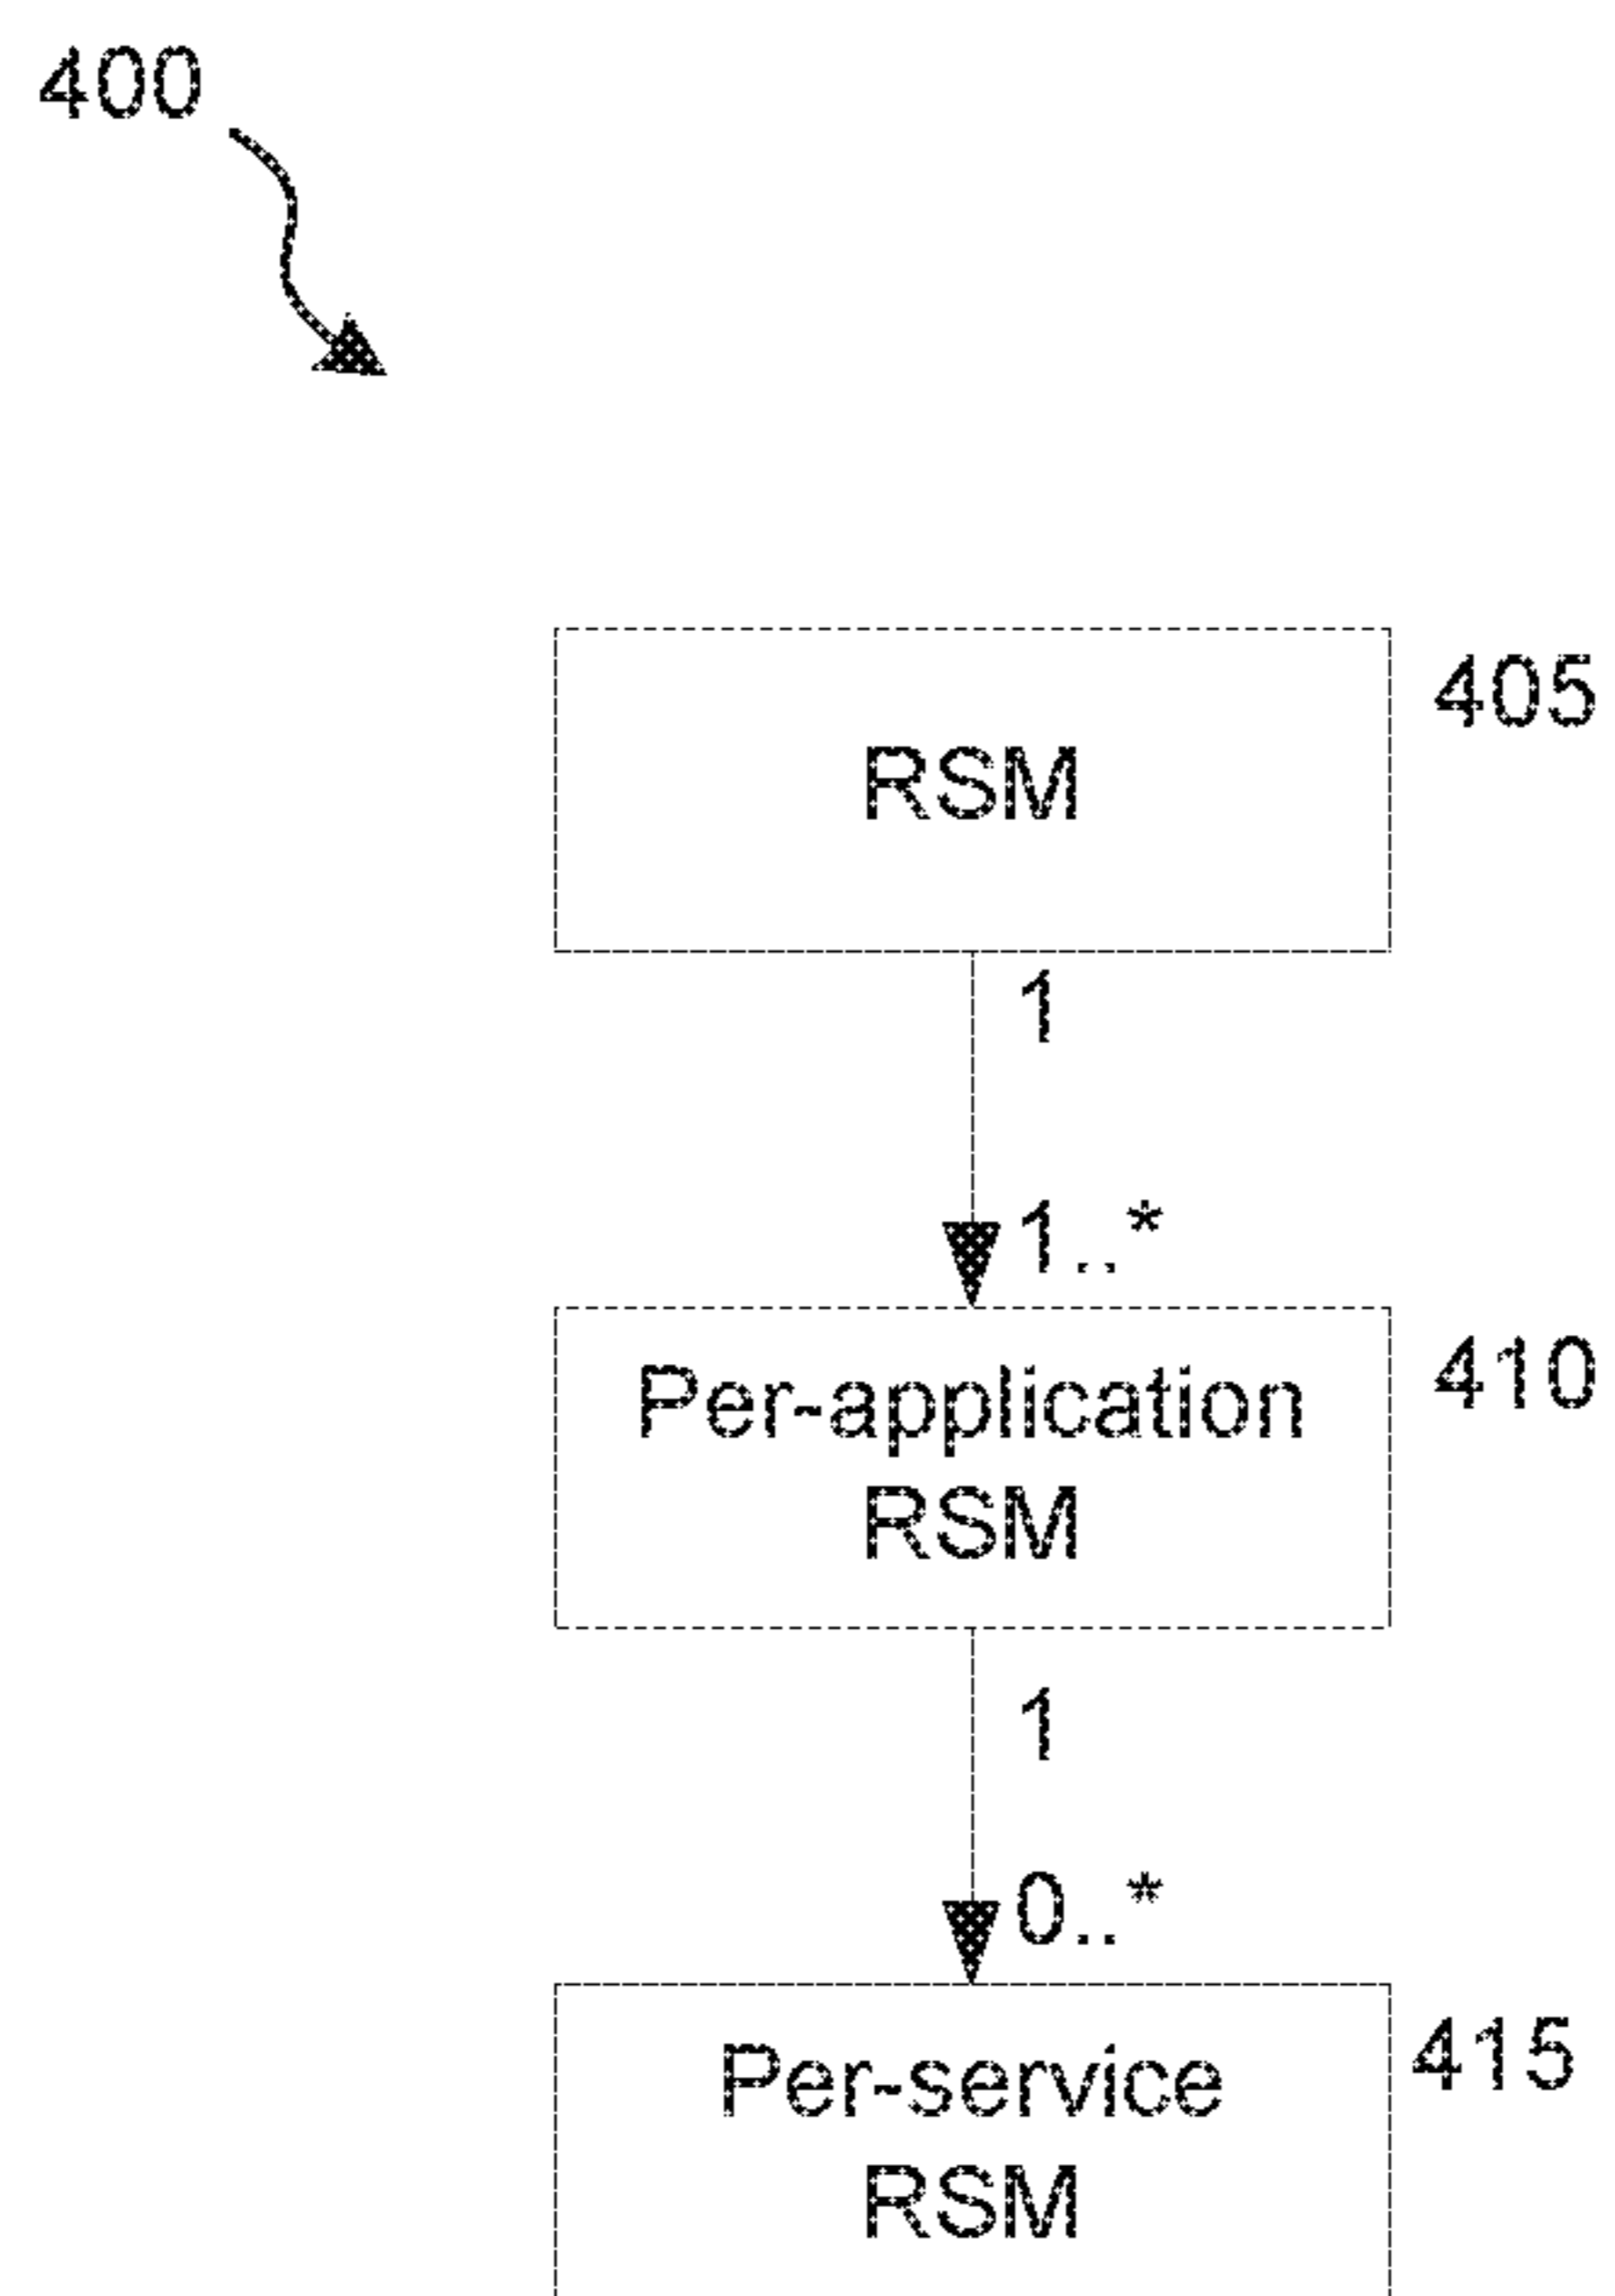 400
405
RSM
1
1..*
410
Per-application
RSM
1
0..*
415
Per-service
RSM